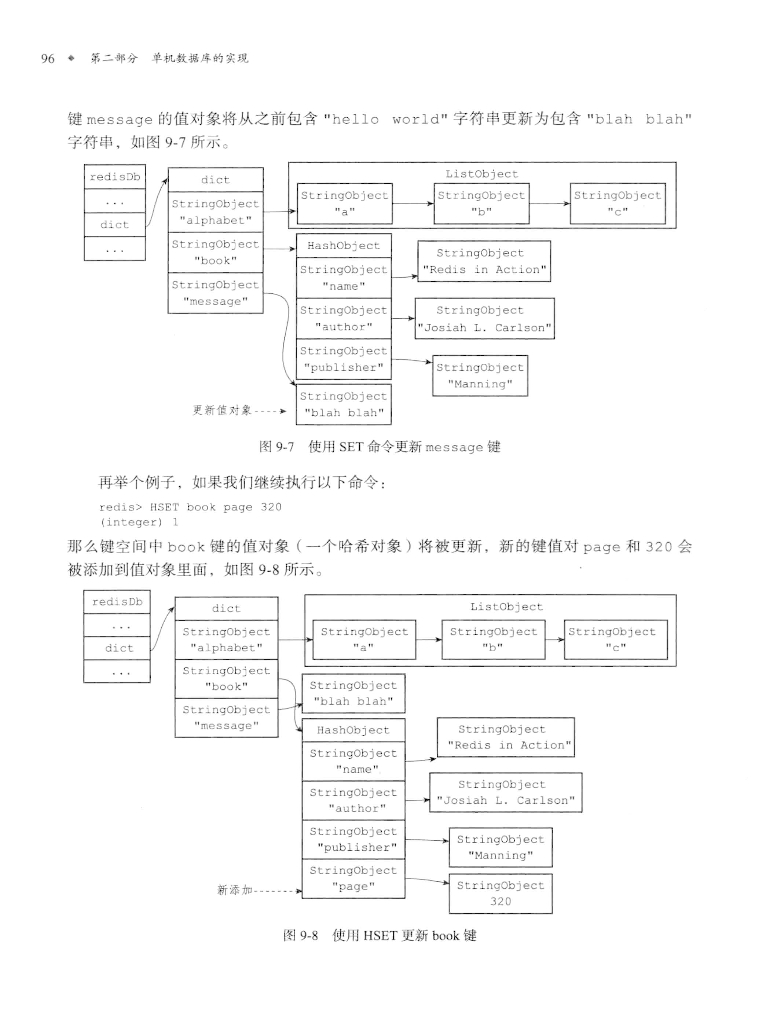 96 ◆ 第二部分 单机数据库的实现
键 message 的值对象将从之前包含 "hello world" 字符串更新为包含 "blah blah"
字符串，如图 9-7 所示。
redisDb
...
dict
...
dict
StringObject
"alphabet"
StringObject
"book"
StringObject
"message"
ListObject
StringObject
"a"
StringObject
"b"
StringObject
"c"
HashObject
StringObject
"name"
StringObject
"author"
StringObject
"publisher"
StringObject
"Redis in Action"
StringObject
"Josiah L. Carlson"
StringObject
"Manning"
更新值对象
StringObject
"blah blah"
图 9-7 使用 SET 命令更新 message 键
再举个例子，如果我们继续执行以下命令：
redis> HSET book page 320
(integer) 1
那么键空间中 book 键的值对象（一个哈希对象）将被更新，新的键值对 page 和 320 会
被添加到值对象里面，如图 9-8 所示。
redisDb
...
dict
...
dict
StringObject
"alphabet"
StringObject
"book"
StringObject
"message"
ListObject
StringObject
"a"
StringObject
"b"
StringObject
"c"
StringObject
"blah blah"
HashObject
StringObject
"name"
StringObject
"author"
StringObject
"publisher"
StringObject
"page"
StringObject
"Redis in Action"
StringObject
"Josiah L. Carlson"
StringObject
"Manning"
StringObject
320
新添加
图 9-8 使用 HSET 更新 book 键